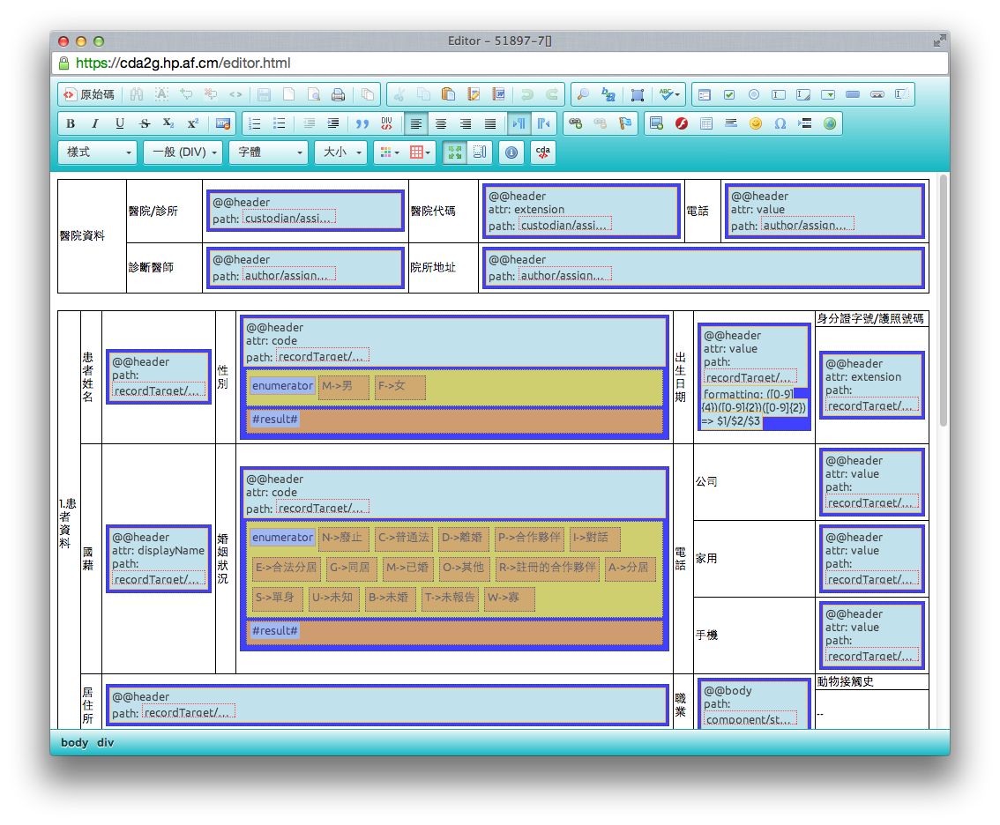 Editor – 51897-7[]
https://cda2g.hp.af.cm/editor.html
原始碼
ABC
B I U S X₂ X²
DIV
樣式 一般 (DIV) 字體 大小 cda
醫院資料
醫院/診所
@@header
path: custodian/assi...
醫院代碼
@@header
attr: extension
path: custodian/assi...
電話
@@header
attr: value
path: author/assign...
診斷醫師
@@header
path: author/assign...
院所地址
@@header
path: author/assign...
1.患者資料
患者姓名
@@header
path:
recordTarget/...
性別
@@header
attr: code
path: recordTarget/...
enumerator M->男 F->女
#result#
出生日期
@@header
attr: value
path:
recordTarget/...
formatting: ([0-9]
{4})([0-9]{2})([0-9]{2})
=> $1/$2/$3
身分證字號/護照號碼
@@header
attr: extension
path:
recordTarget/...
國籍
@@header
attr: displayName
path:
recordTarget/...
婚姻狀況
@@header
attr: code
path: recordTarget/...
enumerator N->廢止 C->普通法 D->離婚 P->合作夥伴 I->對話
E->合法分居 G->同居 M->已婚 O->其他 R->註冊的合作夥伴 A->分居
S->單身 U->未知 B->未婚 T->未報告 W->寡
#result#
電話
公司
@@header
attr: value
path:
recordTarget/...
家用
@@header
attr: value
path:
recordTarget/...
手機
@@header
attr: value
path:
recordTarget/...
居住所
@@header
path: recordTarget/...
職業
@@body
path:
component/st...
動物接觸史
--
body div